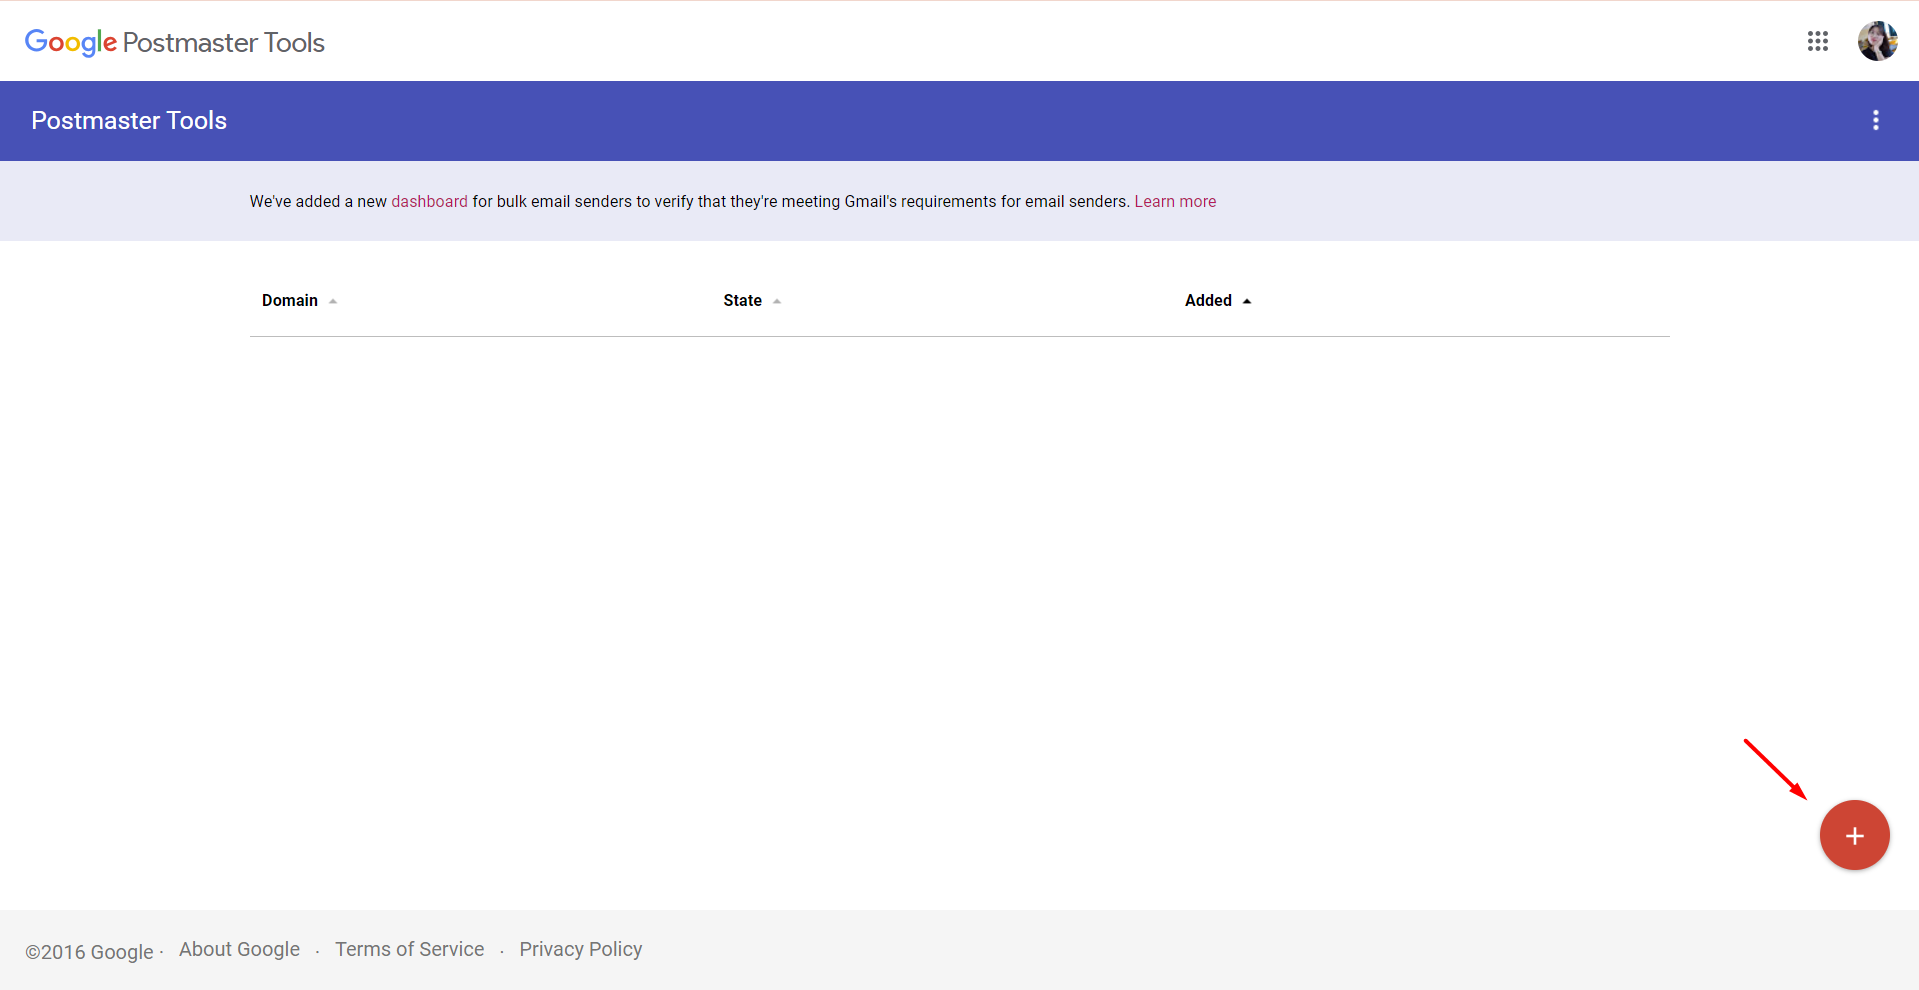 Google Postmaster Tools
Postmaster Tools
We've added a new dashboard for bulk email senders to verify that they're meeting Gmail's requirements for email senders. Learn more
Domain State Added
©2016 Google · About Google · Terms of Service · Privacy Policy